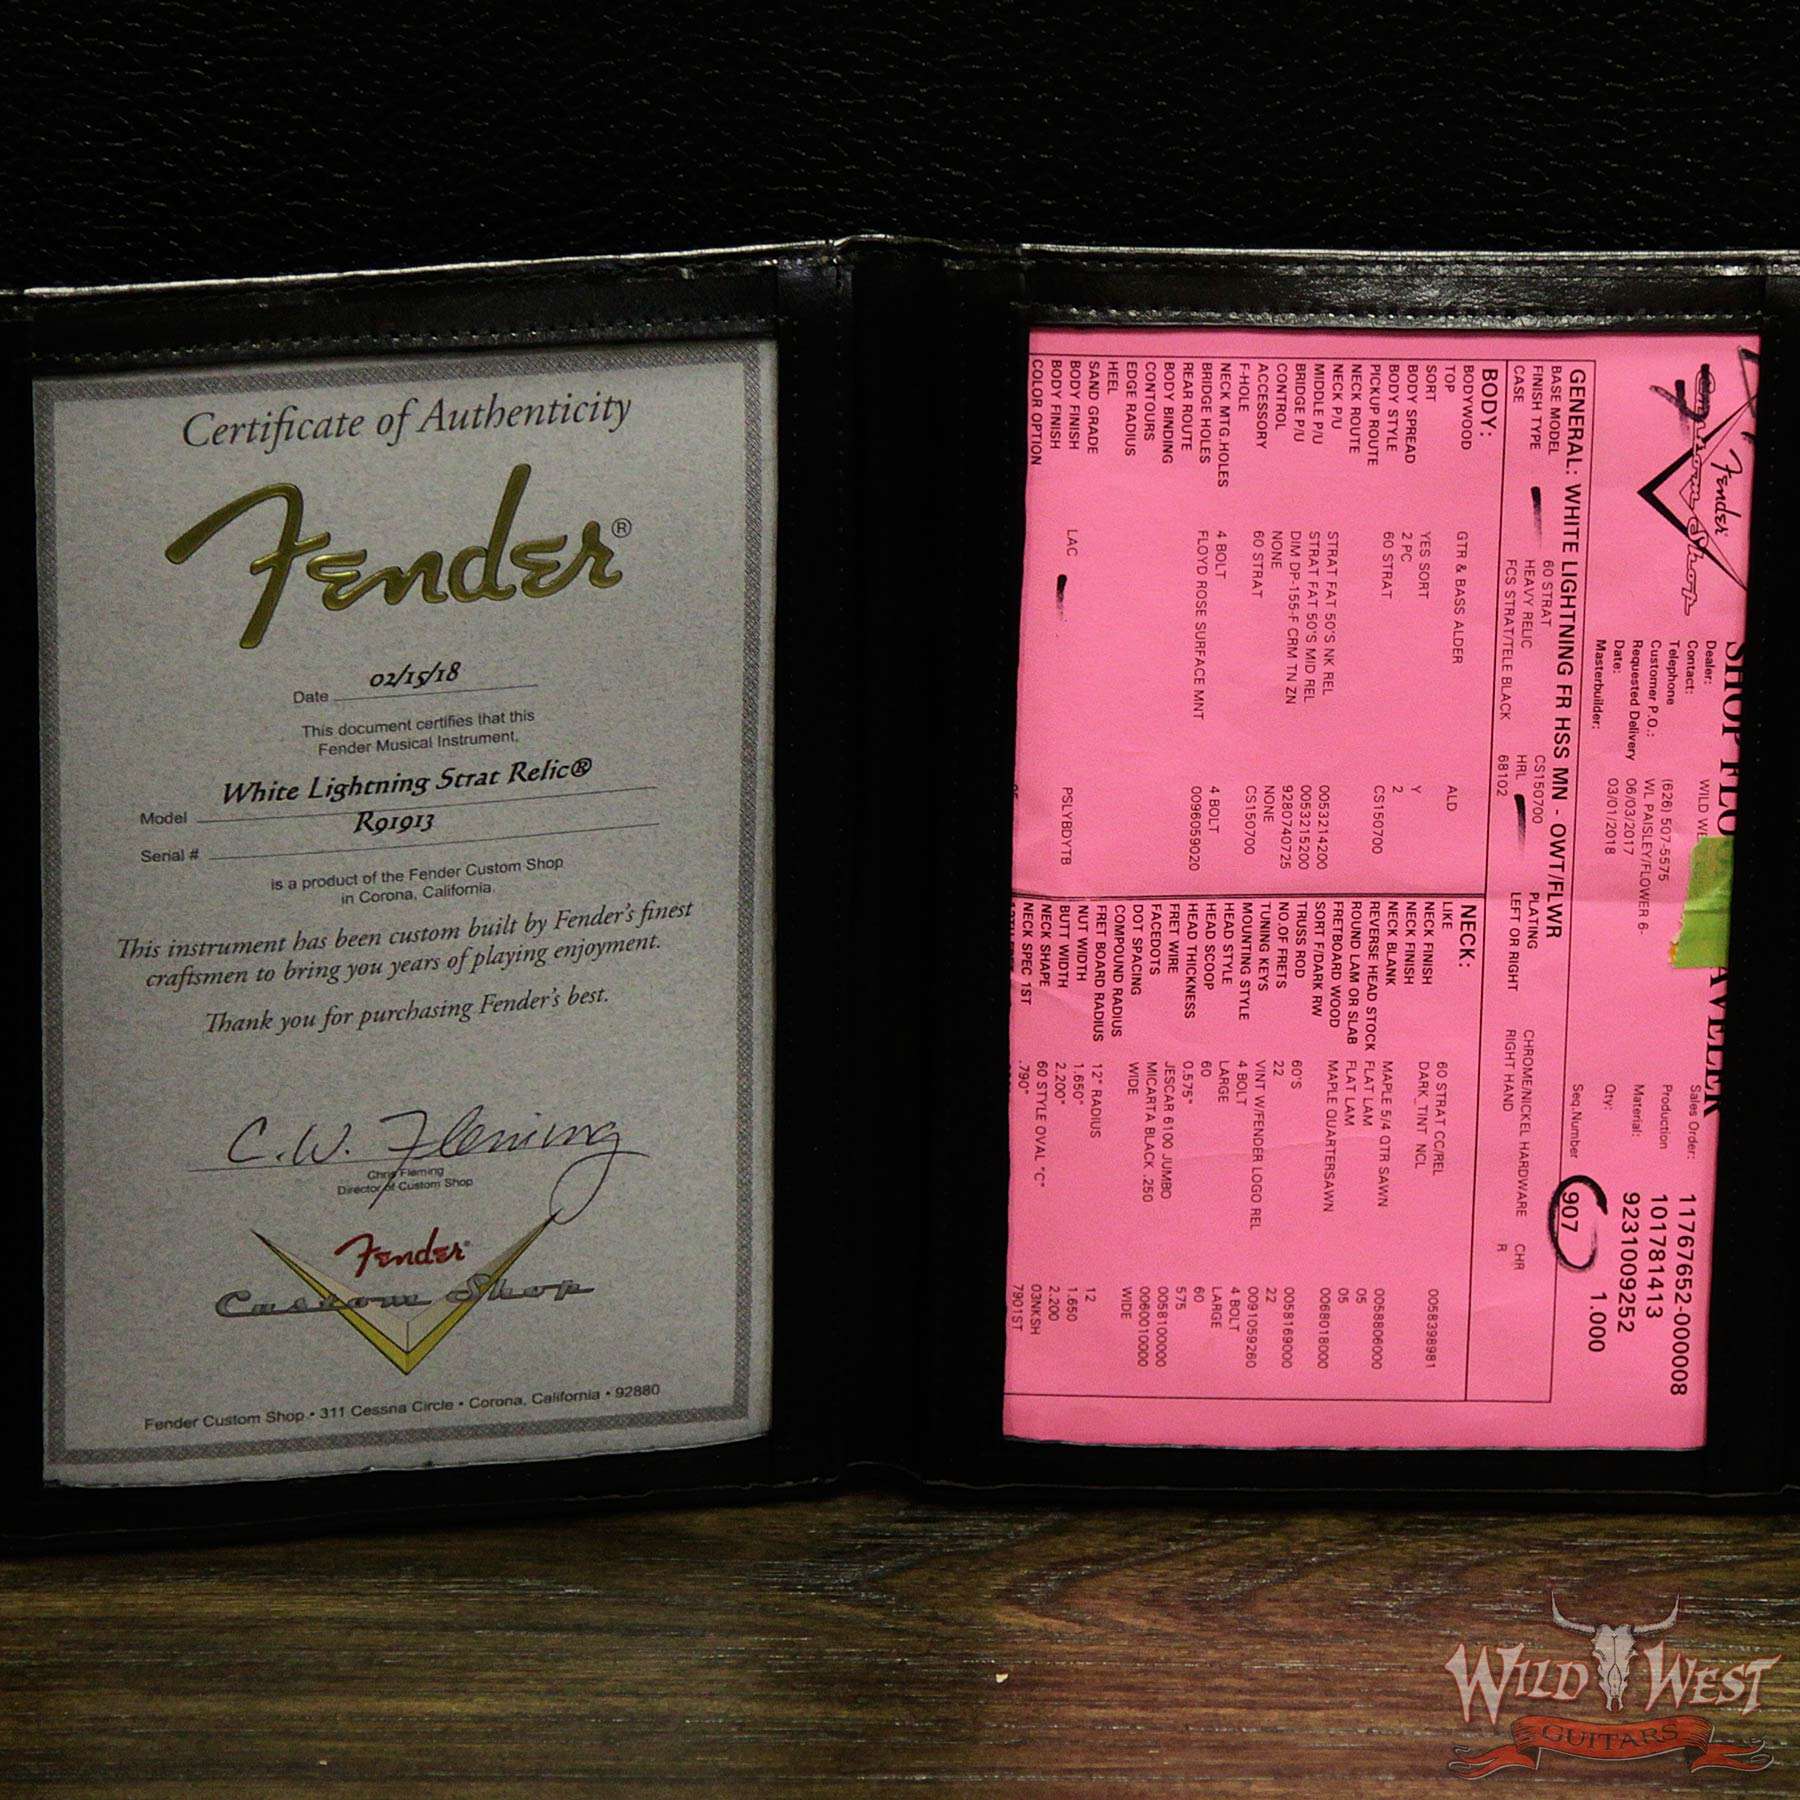 Certificate of Authenticity
Fender®
Date 02/15/18
This document certifies that this
Fender Musical Instrument,
Model White Lightning Strat Relic®
Serial # R91913
is a product of the Fender Custom Shop
in Corona, California.
This instrument has been custom built by Fender's finest
craftsmen to bring you years of playing enjoyment.
Thank you for purchasing Fender's best.
C.W. Fleming
Chris Fleming
Director of Custom Shop
Fender
Custom Shop
Fender Custom Shop • 311 Cessna Circle • Corona, California • 92880
Fender
Custom Shop
Dealer: WILD WE
Contact:
Telephone (626) 507-5575
Customer P.O.: WL PAISLEY/FLOWER 6-
Requested Delivery 06/03/2017
Date: 03/01/2018
Masterbuilder:
Sales Order: 11767652-000008
Production 101781413
Material: 9231009252
Qty: 1.000
Seq.Number 907
GENERAL: WHITE LIGHTNING FR HSS MN - OWT/FLWR
BASE MODEL 60 STRAT CS150700 PLATING CHROME/NICKEL HARDWARE CHR
FINISH TYPE HEAVY RELIC HRL LEFT OR RIGHT RIGHT HAND R
CASE FCS STRAT/TELE BLACK 68102
BODY:
BODYWOOD GTR & BASS ALDER ALD
TOP
SORT YES SORT Y
BODY SPREAD 2 PC 2
BODY STYLE 60 STRAT CS150700
PICKUP ROUTE
NECK ROUTE
NECK P/U STRAT FAT 50'S NK REL 0053214200
MIDDLE P/U STRAT FAT 50'S MID REL 0053215200
BRIDGE P/U DIM DP-155-F CRM TN ZN 9280740725
CONTROL NONE NONE
ACCESSORY 60 STRAT CS150700
F-HOLE
NECK MTG.HOLES 4 BOLT 4 BOLT
BRIDGE HOLES FLOYD ROSE SURFACE MNT 0096059020
REAR ROUTE
BODY BINDING
CONTOURS
EDGE RADIUS
HEEL
SAND GRADE
BODY FINISH LAC PSLYBDYTB
BODY FINISH
COLOR OPTION
NECK:
LIKE 60 STRAT CC/REL 0058398981
NECK FINISH DARK_TINT NCL
NECK FINISH
NECK BLANK MAPLE 5/4 QTR SAWN 0058806000
REVERSE HEAD STOCK FLAT LAM 05
ROUND LAM OR SLAB FLAT LAM 05
FRETBOARD WOOD MAPLE QUARTERSAWN 0068018000
SORT F/DARK RW
TRUSS ROD 60'S 0058169000
NO.OF FRETS 22 22
TUNING KEYS VINT W/FENDER LOGO REL 0091059260
MOUNTING STYLE 4 BOLT 4 BOLT
HEAD STYLE LARGE LARGE
HEAD SCOOP 60 60
HEAD THICKNESS 0.575" 575
FRET WIRE JESCAR 6100 JUMBO 0058100000
FACEDOTS MICARTA BLACK .250 0060010000
DOT SPACING WIDE WIDE
COMPOUND RADIUS
FRET BOARD RADIUS 12" RADIUS 12
NUT WIDTH 1.650" 1.650
BUTT WIDTH 2.200" 2.200
NECK SHAPE 60 STYLE OVAL "C" 03NKSH
NECK SPEC 1ST .790" 7901ST
WILD WEST
GUITARS